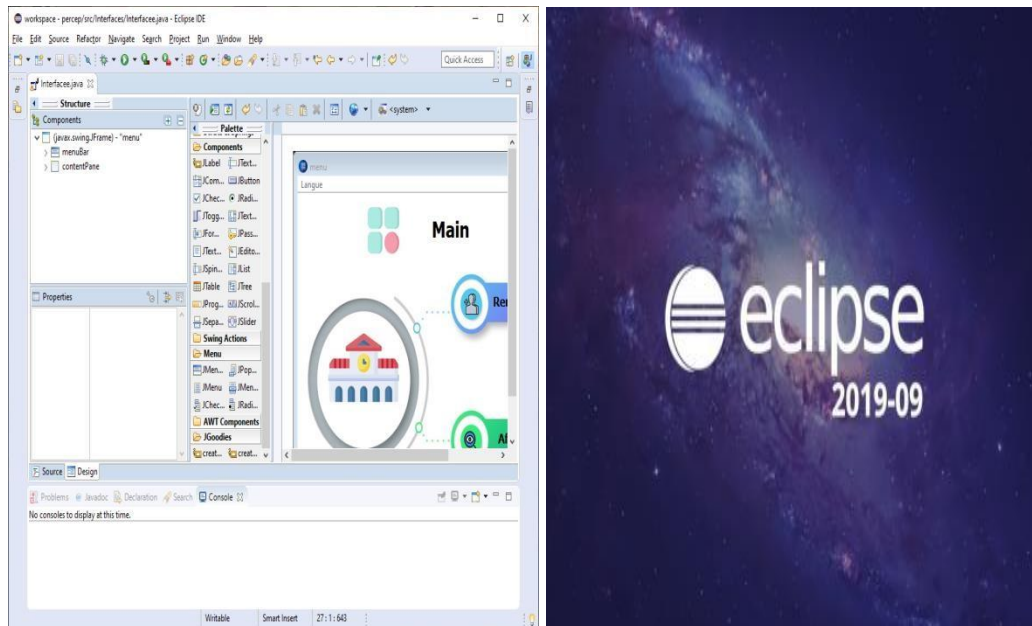 workspace - percep/src/Interfaces/Interfacee.java - Eclipse IDE
File Edit Source Refactor Navigate Search Project Run Window Help
Quick Access
Interfacee.java
Structure
Components
(javax.swing.JFrame) - "menu"
menuBar
contentPane
Properties
<system>
Palette
Components
JLabel JText...
JCom... JButton
JChec... JRadi...
JTogg... JText...
JFor... JPass...
JText... JEdito...
JSpin... JList
JTable JTree
JProg... JScrol...
JSepa... JSlider
Swing Actions
Menu
JMen... JPop...
JMenu JMen...
JChec... JRadi...
AWT Components
JGoodies
creat... creat...
menu
Langue
Main
Re
Af
Source Design
Problems Javadoc Declaration Search Console
No consoles to display at this time.
Writable Smart Insert 27:1:643
eclipse
2019-09